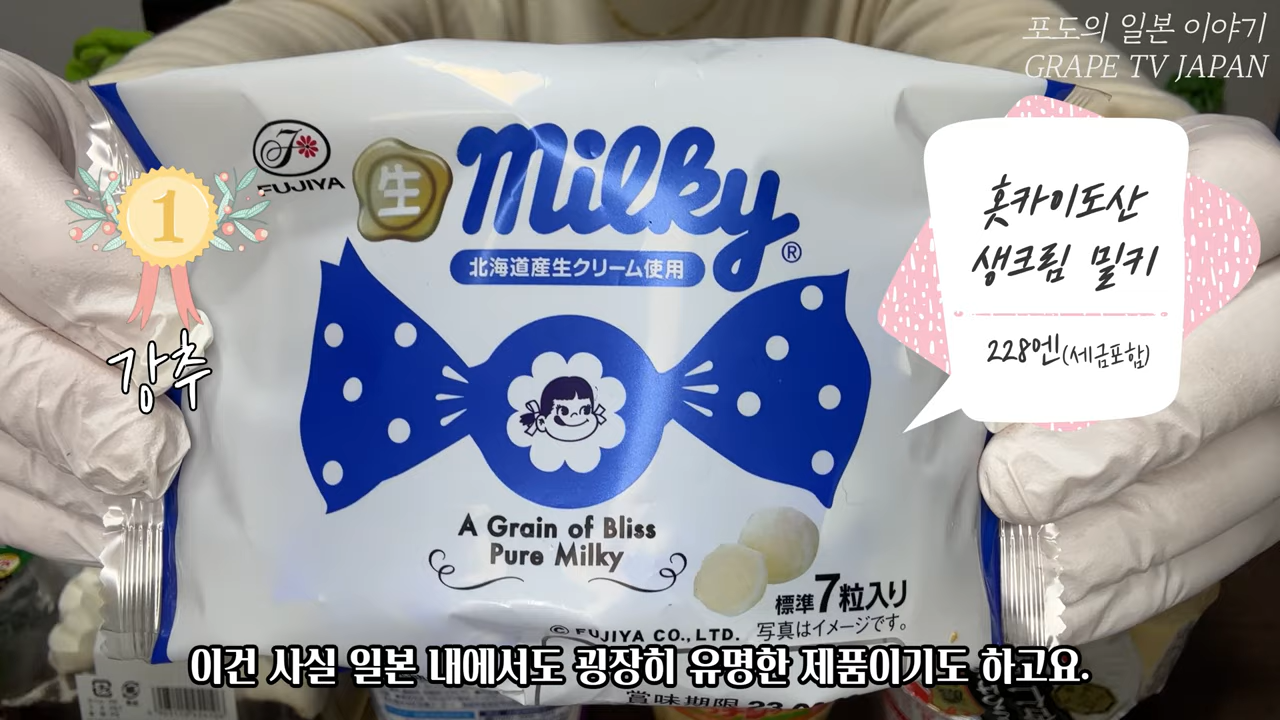 포도의 일본 이야기
GRAPE TV JAPAN
FUJIYA
生
milky
®
北海道産生クリーム使用
홋카이도산
생크림 밀키
228엔(세금포함)
1
강추
A Grain of Bliss
Pure Milky
標準7粒入り
写真はイメージです。
© FUJIYA CO., LTD.
이건 사실 일본 내에서도 굉장히 유명한 제품이기도 하고요.
賞味期限 23.0